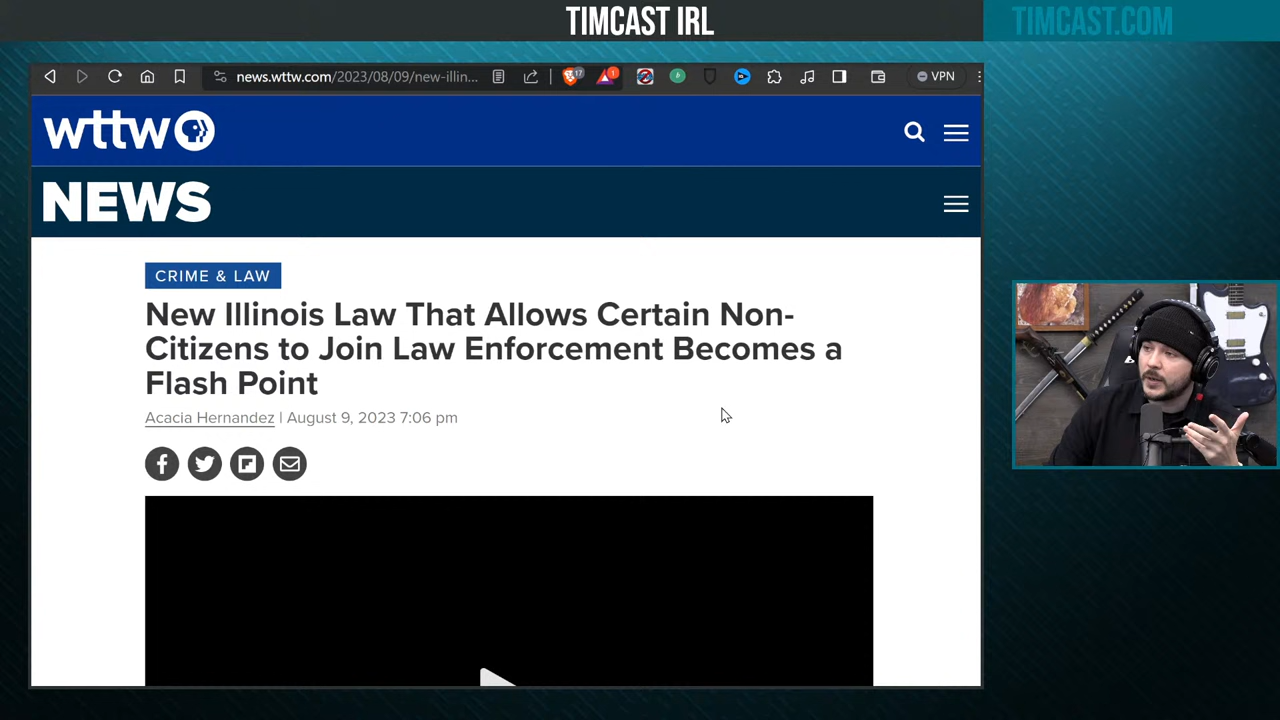 TIMCAST IRL
TIMCAST.COM
news.wttw.com/2023/08/09/new-illin...
17
1
VPN
wttw
NEWS
CRIME & LAW
New Illinois Law That Allows Certain Non-
Citizens to Join Law Enforcement Becomes a
Flash Point
Acacia Hernandez | August 9, 2023 7:06 pm